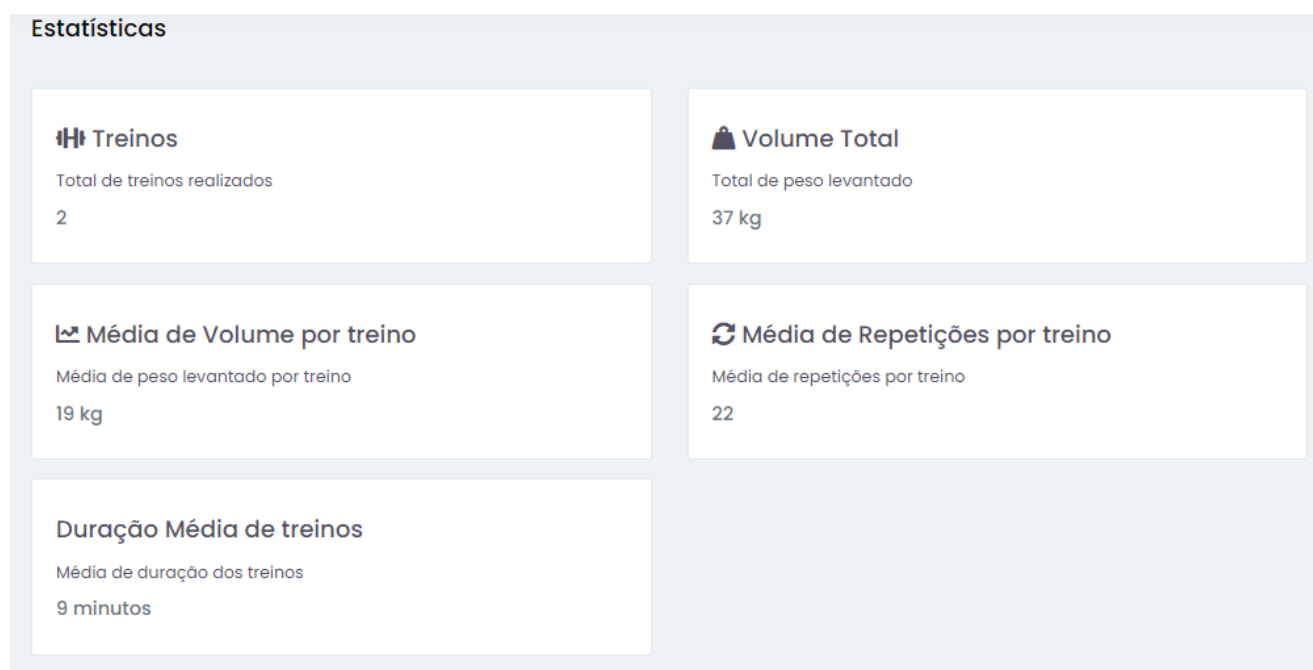 Estatísticas
Treinos
Total de treinos realizados
2
Volume Total
Total de peso levantado
37 kg
Média de Volume por treino
Média de peso levantado por treino
19 kg
Média de Repetições por treino
Média de repetições por treino
22
Duração Média de treinos
Média de duração dos treinos
9 minutos